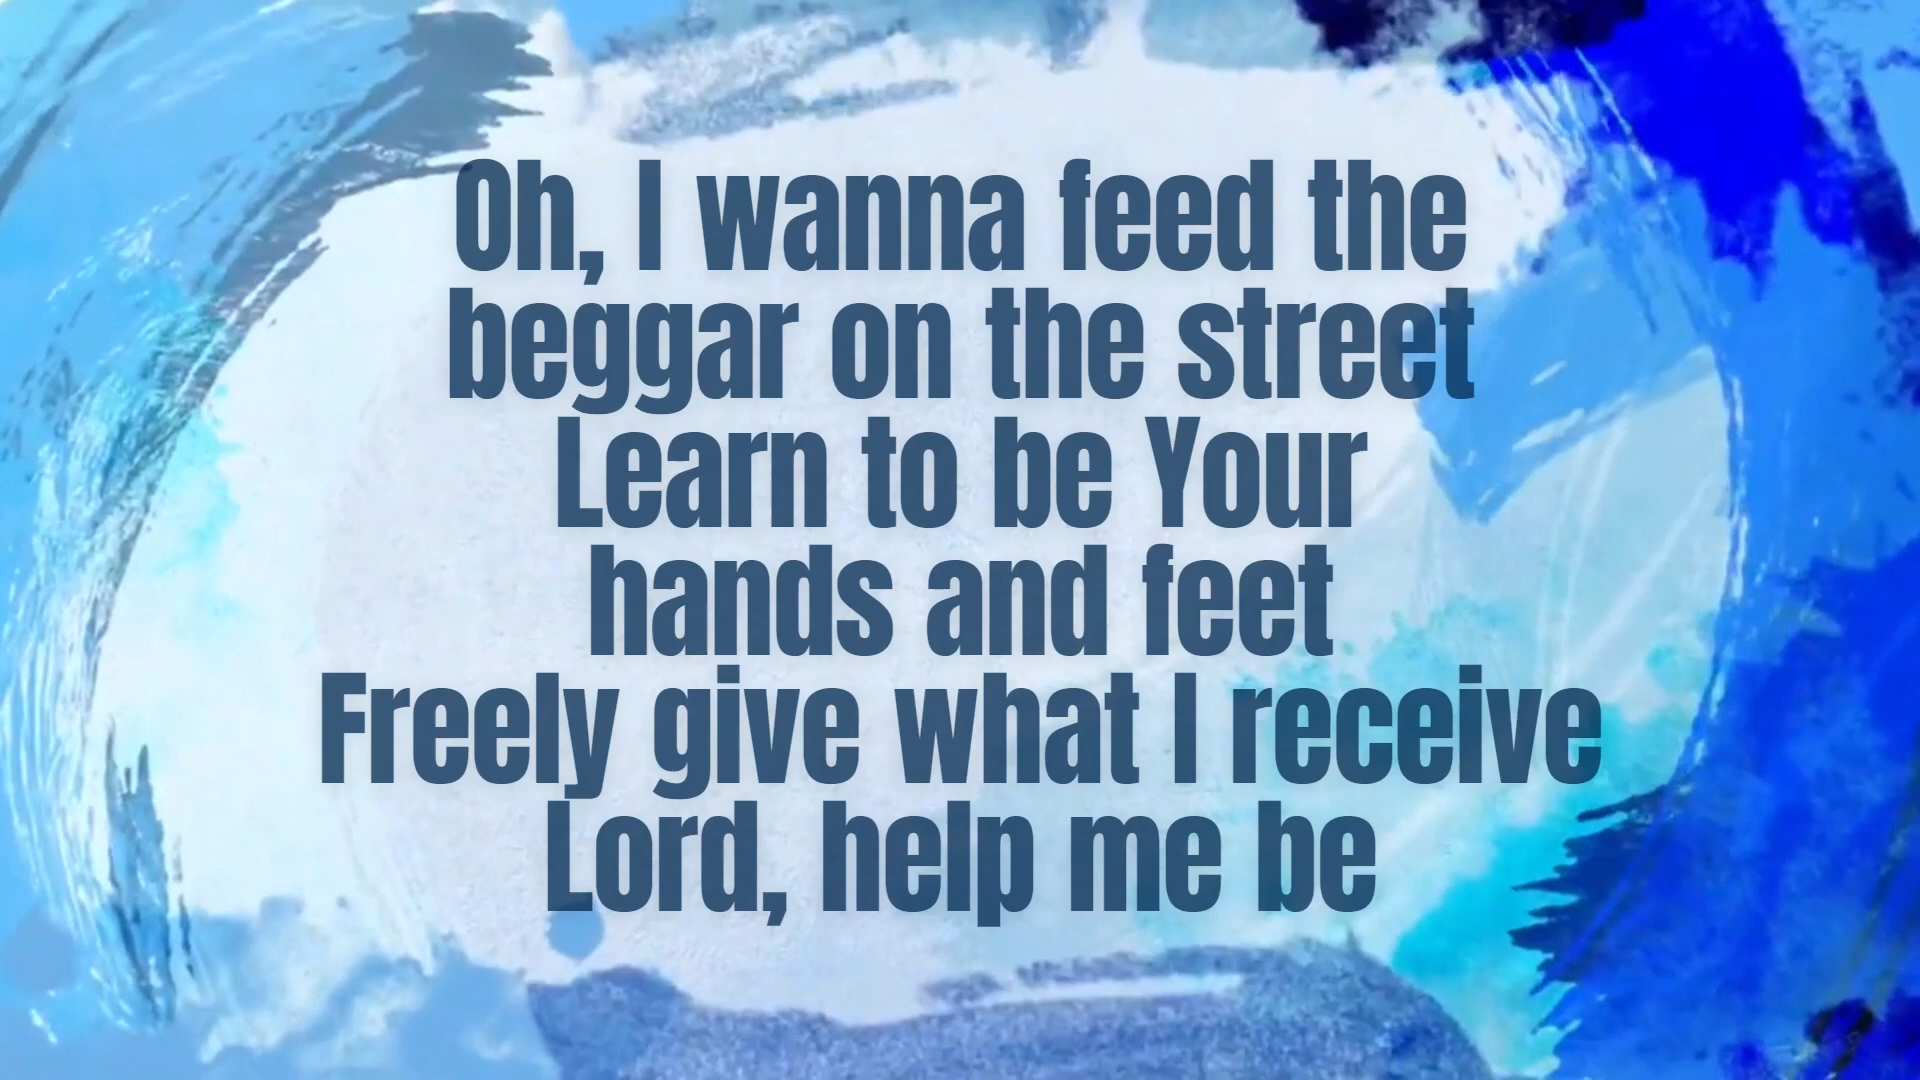 Oh, I wanna feed the
beggar on the street
Learn to be Your
hands and feet
Freely give what I receive
Lord, help me be